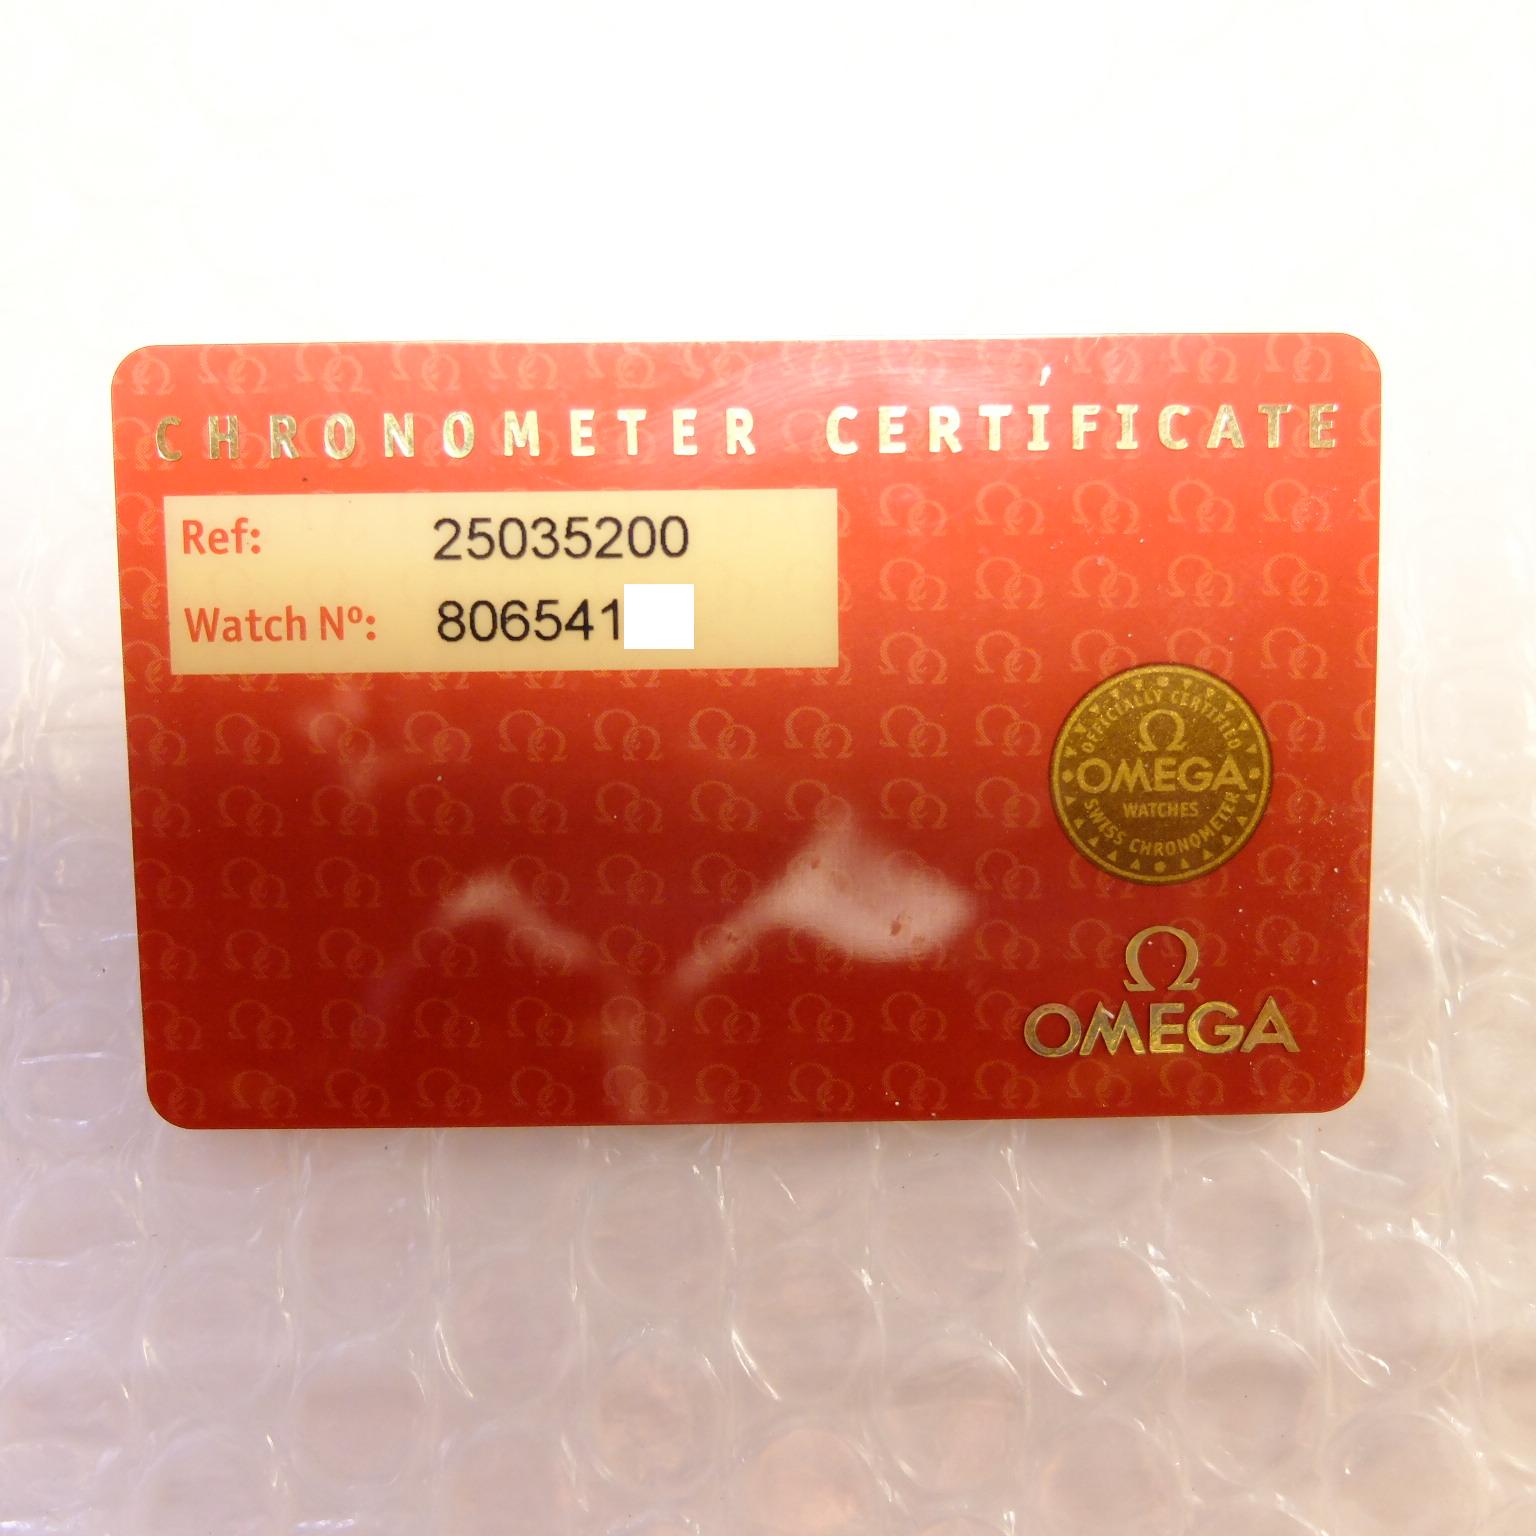 CHRONOMETER CERTIFICATE
Ref: 25035200
Watch Nº: 806541
OFFICIALLY CERTIFIED
Ω
OMEGA
WATCHES
SWISS CHRONOMETER
Ω
OMEGA